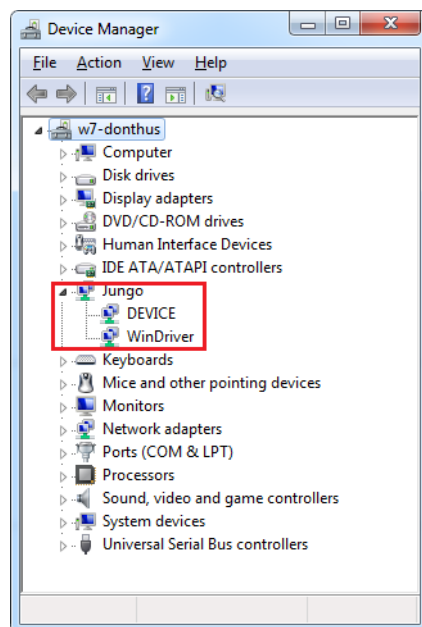 Device Manager
File Action View Help
w7-donthus
Computer
Disk drives
Display adapters
DVD/CD-ROM drives
Human Interface Devices
IDE ATA/ATAPI controllers
Jungo
DEVICE
WinDriver
Keyboards
Mice and other pointing devices
Monitors
Network adapters
Ports (COM & LPT)
Processors
Sound, video and game controllers
System devices
Universal Serial Bus controllers